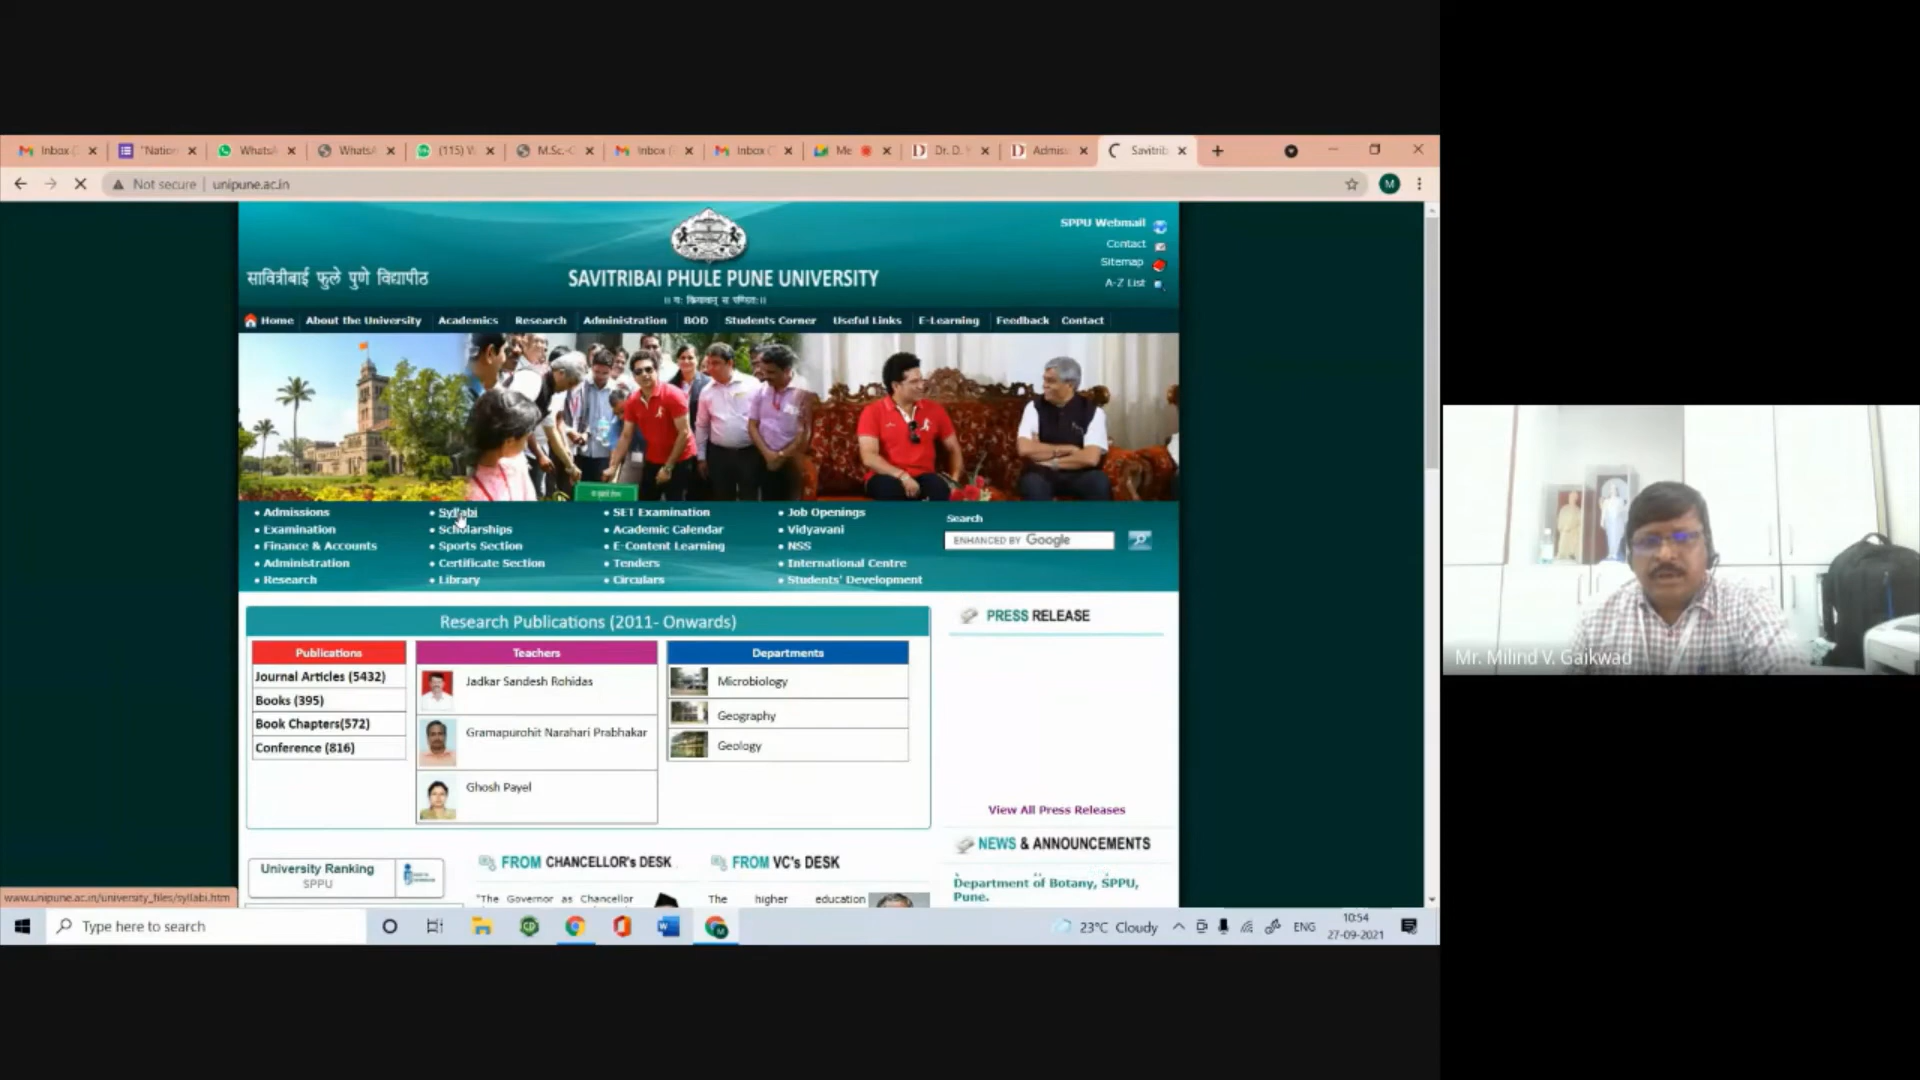 Inbox (
"Nation
Whats
Whats
(115) W
M.Sc.-C
Inbox (
Inbox (
Me
Dr. D.
Admis
Savitrib
Not secure | unipune.ac.in
SPPU Webmail
Contact
Sitemap
A-Z List
सावित्रीबाई फुले पुणे विद्यापीठ
SAVITRIBAI PHULE PUNE UNIVERSITY
Home About the University Academics Research Administration BOD Students Corner Useful Links E-Learning Feedback Contact
• Admissions
• Examination
• Finance & Accounts
• Administration
• Research
• Syllabi
• Scholarships
• Sports Section
• Certificate Section
• Library
• SET Examination
• Academic Calendar
• E-Content Learning
• Tenders
• Circulars
• Job Openings
• Vidyavani
• NSS
• International Centre
• Students' Development
Search
ENHANCED BY Google
Research Publications (2011- Onwards)
Publications
Journal Articles (5432)
Books (395)
Book Chapters(572)
Conference (816)
Teachers
Jadkar Sandesh Rohidas
Gramapurohit Narahari Prabhakar
Ghosh Payel
Departments
Microbiology
Geography
Geology
PRESS RELEASE
View All Press Releases
NEWS & ANNOUNCEMENTS
Department of Botany, SPPU,
Pune.
University Ranking
SPPU
FROM CHANCELLOR's DESK
"The Governor as Chancellor
FROM VC's DESK
The higher education
www.unipune.ac.in/university_files/syllabi.htm
Type here to search
23°C Cloudy
ENG
10:54
27-09-2021
Mr. Milind V. Gaikwad